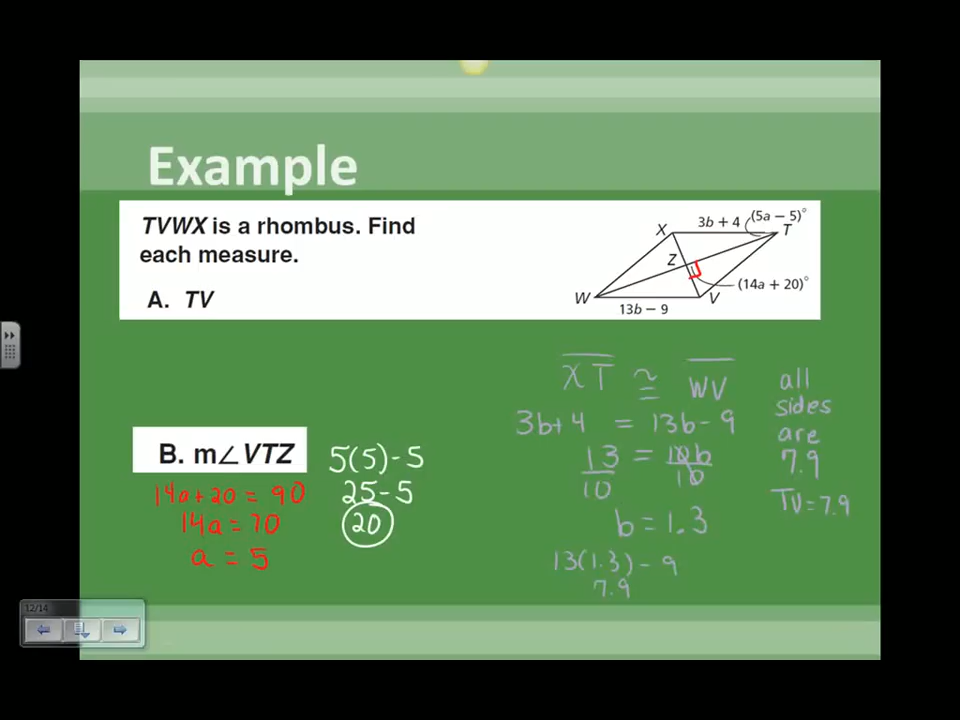 Example
TVWX is a rhombus. Find
each measure.
A. TV
3b + 4
(5a − 5)°
X
T
Z
(14a + 20)°
W
V
13b − 9
XT ≅ WV
3b+4 = 13b-9
13 = 10b
10 10
b = 1.3
13(1.3) - 9
7.9
all
sides
are
7.9
TV = 7.9
B. m∠VTZ
14a+20 = 90
14a = 70
a = 5
5(5)-5
25-5
20
12/14